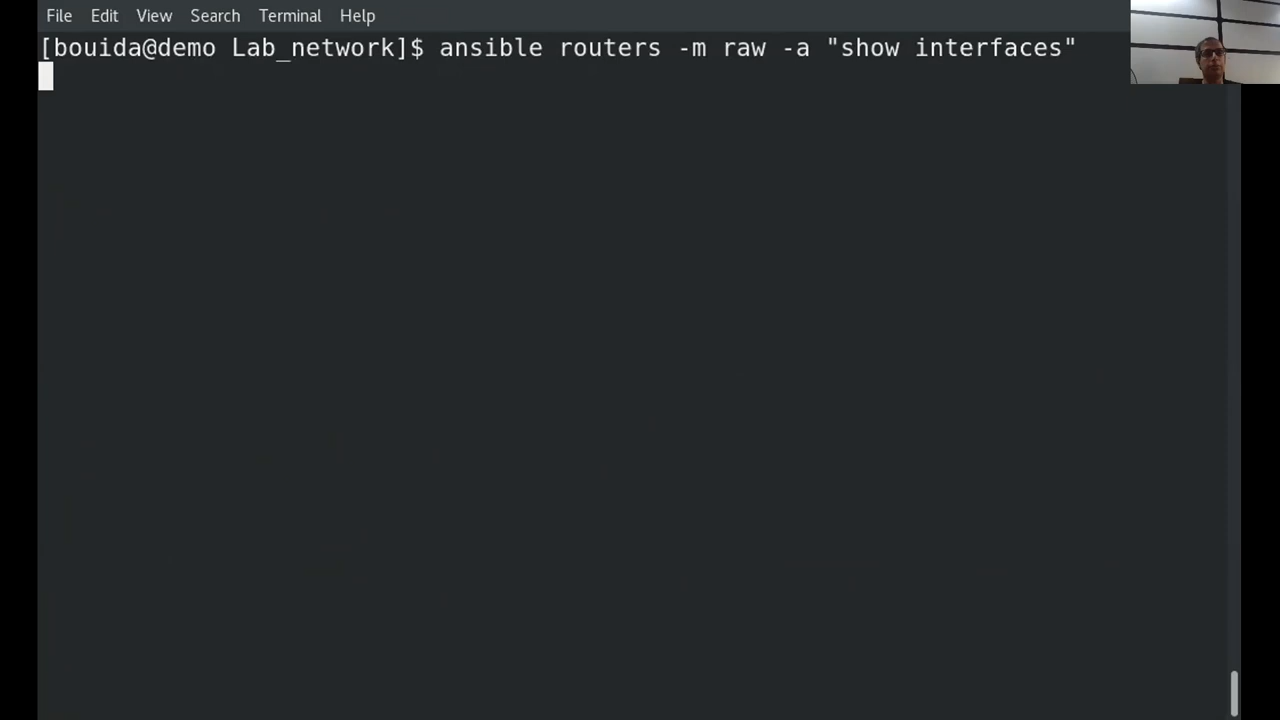 File Edit View Search Terminal Help
[bouida@demo Lab_network]$ ansible routers -m raw -a "show interfaces"